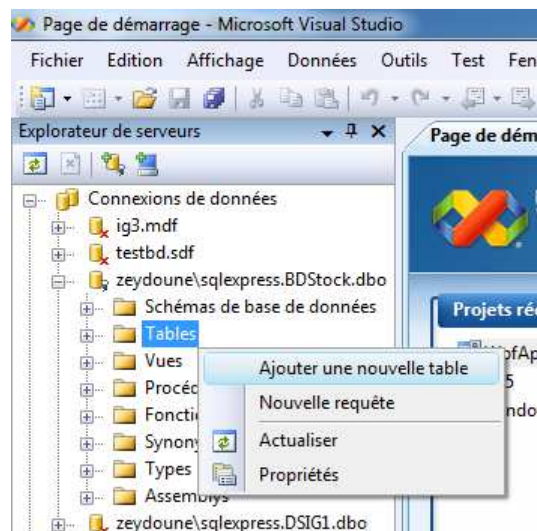 Page de démarrage - Microsoft Visual Studio
Fichier Edition Affichage Données Outils Test
Explorateur de serveurs
Page de
Connexions de données
ig3.mdf
testbd.sdf
zeydoune\sqlexpress.BDStock.dbo
Schémas de base de données
Projets
Tables
Vues
Ajouter une nouvelle table
Nouvelle requête
Actualiser
Types
Propriétés
Assemblys
zeydoune\sqlexpress.DSIG1.dbo